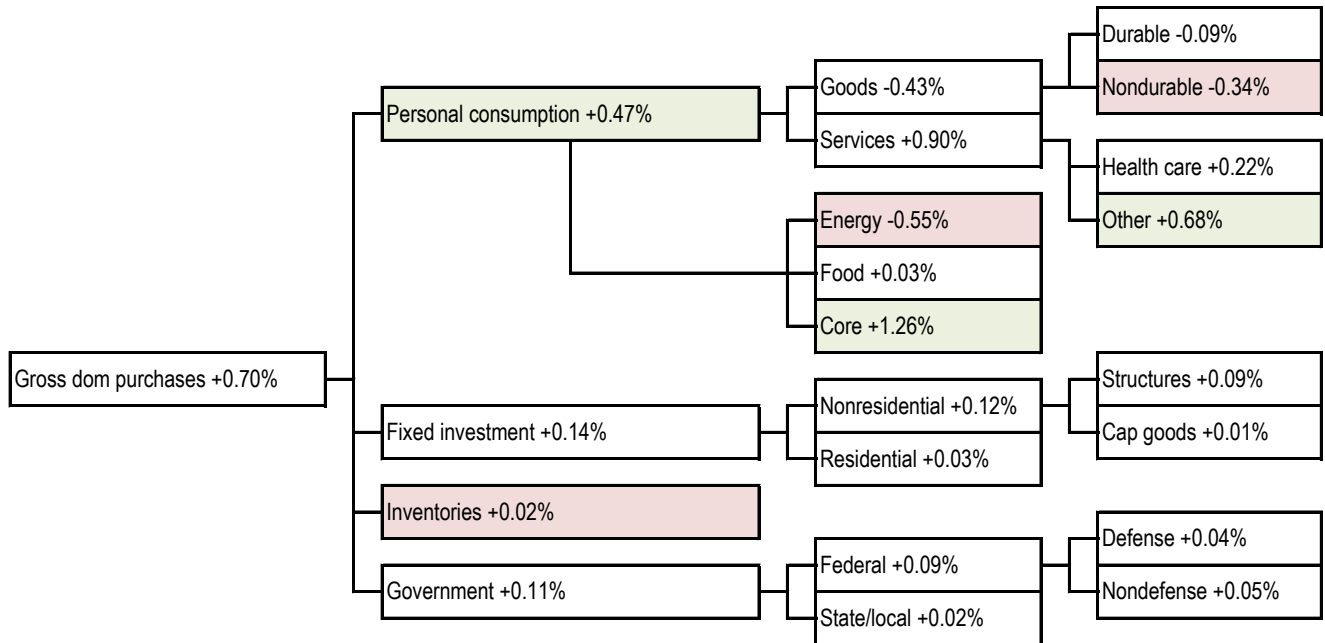 Durable -0.09%
Goods -0.43%
Nondurable -0.34%
Personal consumption +0.47%
Services +0.90%
Health care +0.22%
Energy -0.55%
Other +0.68%
Food +0.03%
Core +1.26%
Gross dom purchases +0.70%
Structures +0.09%
Nonresidential +0.12%
Fixed investment +0.14%
Cap goods +0.01%
Residential +0.03%
Inventories +0.02%
Defense +0.04%
Federal +0.09%
Government +0.11%
Nondefense +0.05%
State/local +0.02%